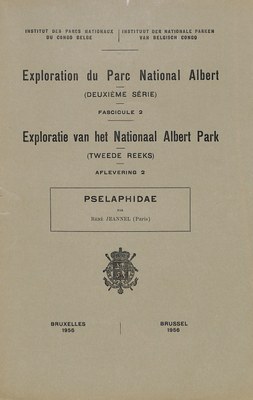 INSTITUT DES PARCS NATIONAUX
DU CONGO BELGE
INSTITUUT DER NATIONALE PARKEN
VAN BELGISCH CONGO
Exploration du Parc National Albert
(DEUXIÈME SÉRIE)
FASCICULE 2
Exploratie van het Nationaal Albert Park
(TWEEDE REEKS)
AFLEVERING 2
PSELAPHIDAE
PAR
René JEANNEL (Paris)
BRUXELLES
1956
BRUSSEL
1956